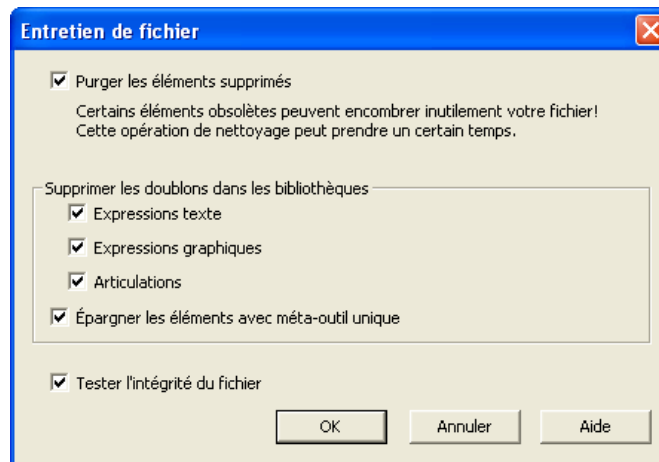 Entretien de fichier
Purger les éléments supprimés
Certains éléments obsolètes peuvent encombrer inutilement votre fichier!
Cette opération de nettoyage peut prendre un certain temps.
Supprimer les doublons dans les bibliothèques
Expressions texte
Expressions graphiques
Articulations
Épargner les éléments avec méta-outil unique
Tester l'intégrité du fichier
OK Annuler Aide